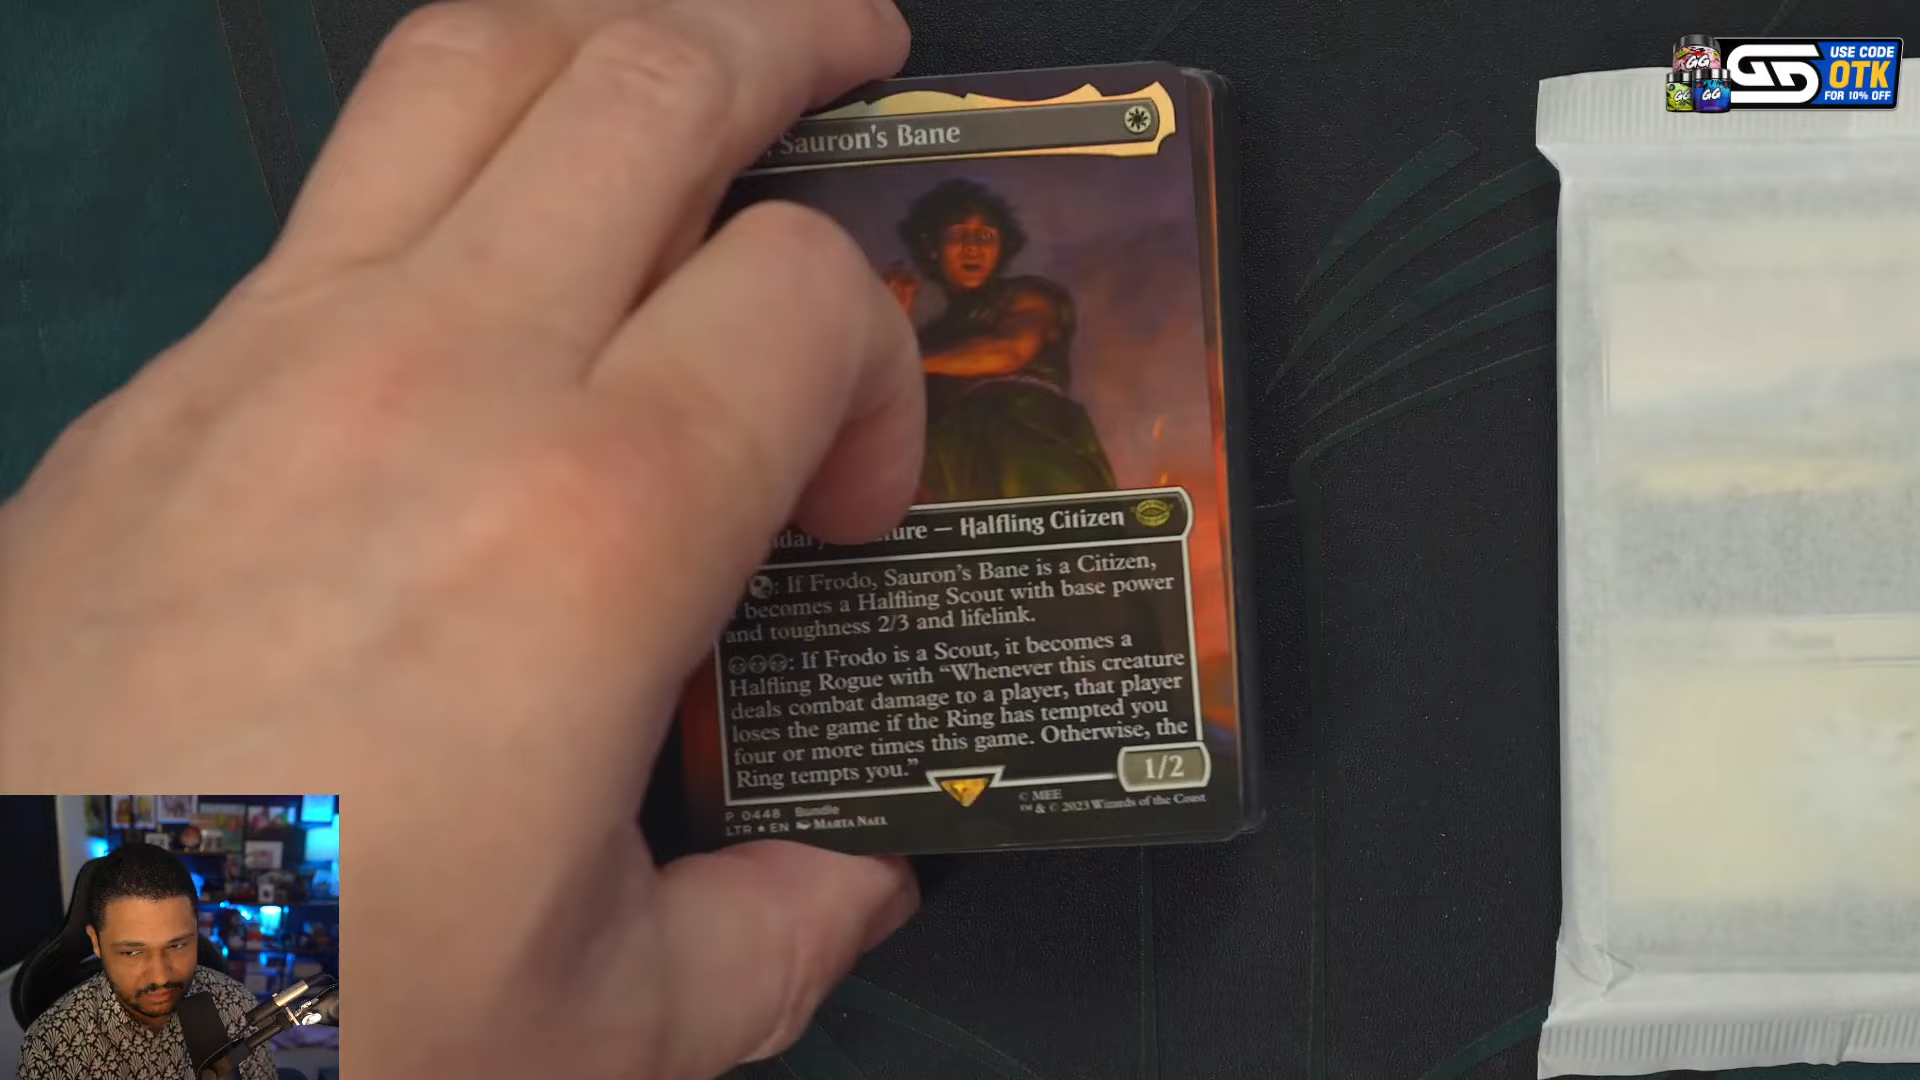 Sauron's Bane
USE CODE
OTK
FOR 10% OFF
GG
GG
GG
— Halfling Citizen
: If Frodo, Sauron's Bane is a Citizen,
becomes a Halfling Scout with base power
and toughness 2/3 and lifelink.
: If Frodo is a Scout, it becomes a
Halfling Rogue with “Whenever this creature
deals combat damage to a player, that player
loses the game if the Ring has tempted you
four or more times this game. Otherwise, the
Ring tempts you.”
1/2
P 0448 Bundle
LTR ★ EN MARTA NAEL
© MEE
™ & © 2023 Wizards of the Coast